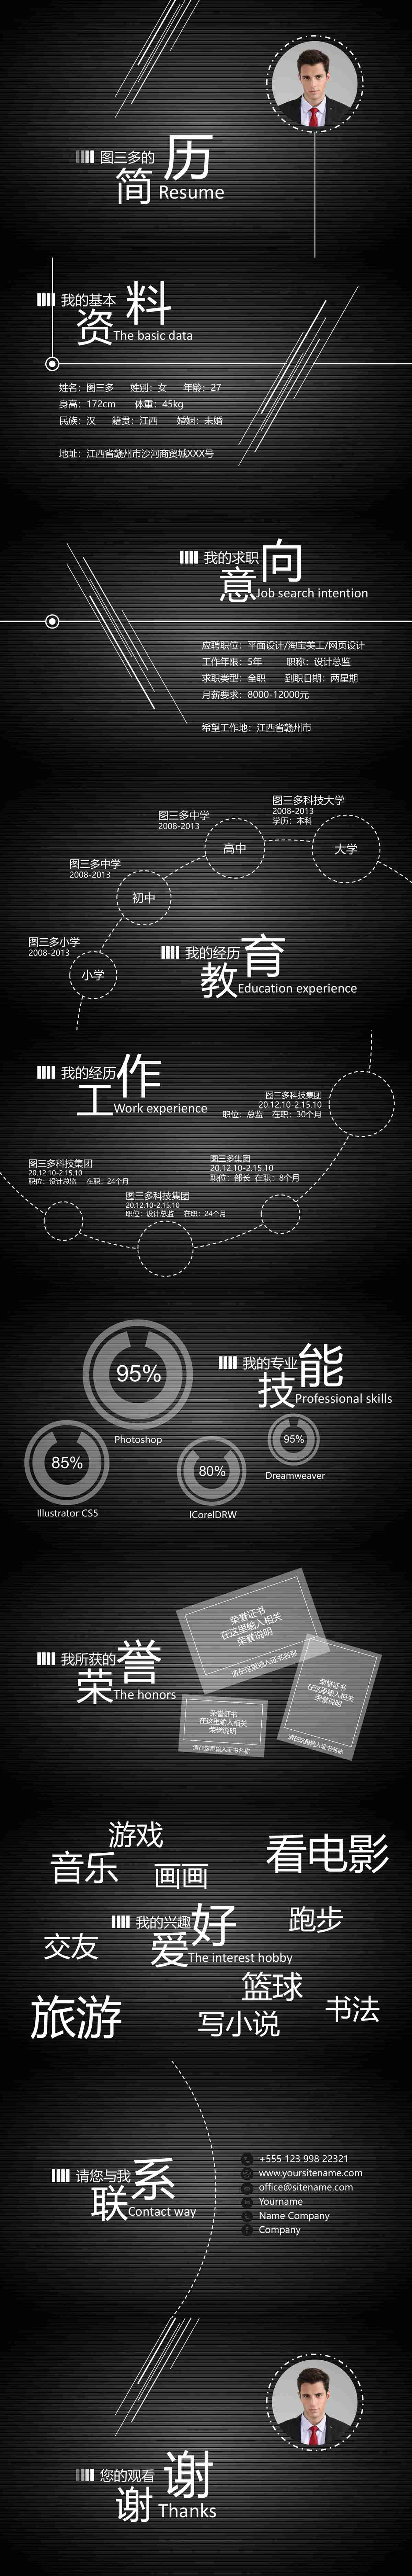 图三多的
简历
Resume
我的基本
资料
The basic data
姓名：图三多 姓别：女 年龄：27
身高：172cm 体重：45kg
民族：汉 籍贯：江西 婚姻：未婚
地址：江西省赣州市沙河商贸城XXX号
我的求职
意向
Job search intention
应聘职位：平面设计/淘宝美工/网页设计
工作年限：5年 职称：设计总监
求职类型：全职 到职日期：两星期
月薪要求：8000-12000元
希望工作地：江西省赣州市
图三多科技大学
2008-2013
学历：本科
大学
图三多中学
2008-2013
高中
图三多中学
2008-2013
初中
图三多小学
2008-2013
小学
我的经历
教育
Education experience
我的经历
工作
Work experience
图三多科技集团
20.12.10-2.15.10
职位：总监 在职：30个月
图三多集团
20.12.10-2.15.10
职位：部长 在职：8个月
图三多科技集团
20.12.10-2.15.10
职位：设计总监 在职：24个月
图三多科技集团
20.12.10-2.15.10
职位：设计总监 在职：24个月
95%
Photoshop
我的专业
技能
Professional skills
85%
Illustrator CS5
80%
ICorelDRW
95%
Dreamweaver
我所获的
荣誉
The honors
荣誉证书
在这里输入相关
荣誉说明
请在这里输入证书名称
荣誉证书
在这里输入相关
荣誉说明
请在这里输入证书名称
荣誉证书
在这里输入相关
荣誉说明
请在这里输入证书名称
游戏
音乐
画画
看电影
我的兴趣
爱好
The interest hobby
跑步
交友
篮球
旅游
写小说
书法
请您与我
联系
Contact way
+555 123 998 22321
www.yoursitename.com
office@sitename.com
Yourname
Name Company
Company
您的观看
谢谢
Thanks